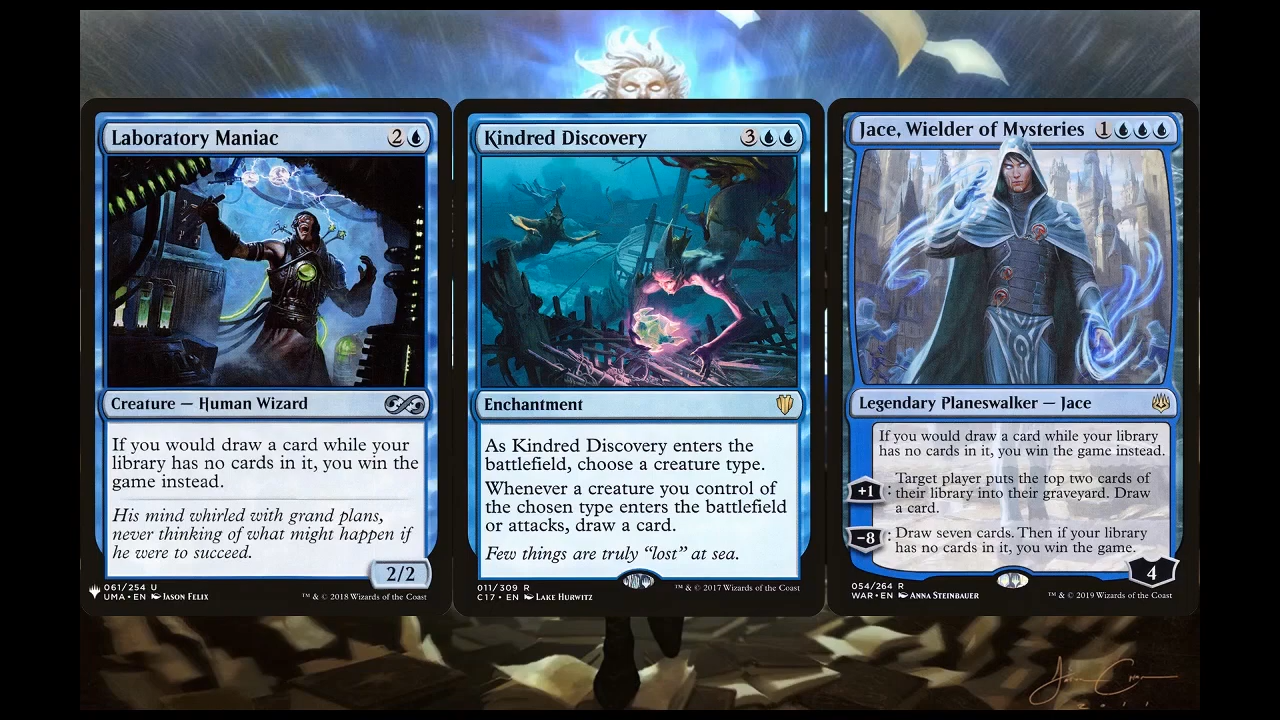 Laboratory Maniac 2
Creature — Human Wizard
If you would draw a card while your
library has no cards in it, you win the
game instead.
His mind whirled with grand plans,
never thinking of what might happen if
he were to succeed.
2/2
061/254 U
UMA • EN Jason Felix
™ & © 2018 Wizards of the Coast
Kindred Discovery 3
Enchantment
As Kindred Discovery enters the
battlefield, choose a creature type.
Whenever a creature you control of
the chosen type enters the battlefield
or attacks, draw a card.
Few things are truly “lost” at sea.
011/309 R
C17 • EN Lake Hurwitz
™ & © 2017 Wizards of the Coast
Jace, Wielder of Mysteries 1
Legendary Planeswalker — Jace
If you would draw a card while your library
has no cards in it, you win the game instead.
+1 : Target player puts the top two cards of
their library into their graveyard. Draw
a card.
−8 : Draw seven cards. Then if your library
has no cards in it, you win the game.
4
054/264 R
WAR • EN Anna Steinbauer
™ & © 2019 Wizards of the Coast